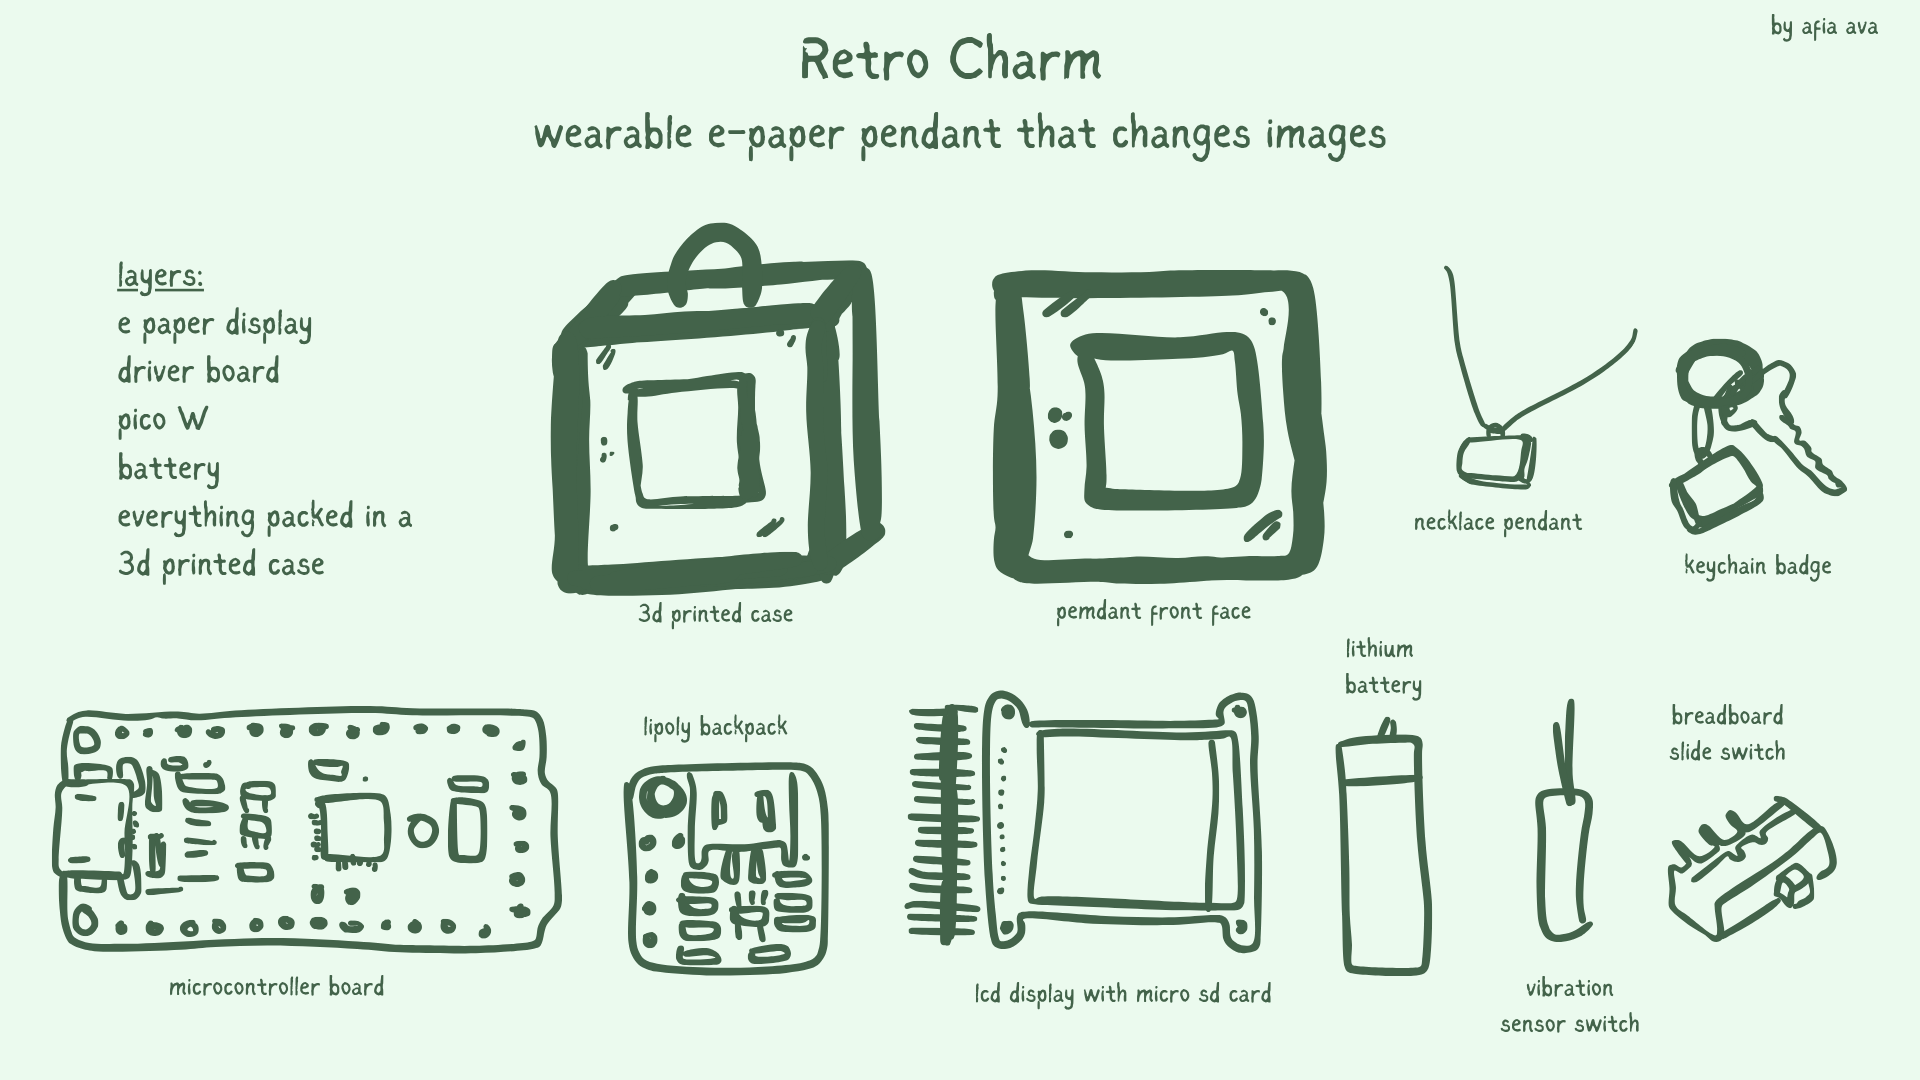 by afia ava
Retro Charm
wearable e-paper pendant that changes images
layers:
e paper display
driver board
pico W
battery
everything packed in a
3d printed case
3d printed case
pemdant front face
necklace pendant
keychain badge
microcontroller board
lipoly backpack
lcd display with micro sd card
lithium
battery
vibration
sensor switch
breadboard
slide switch